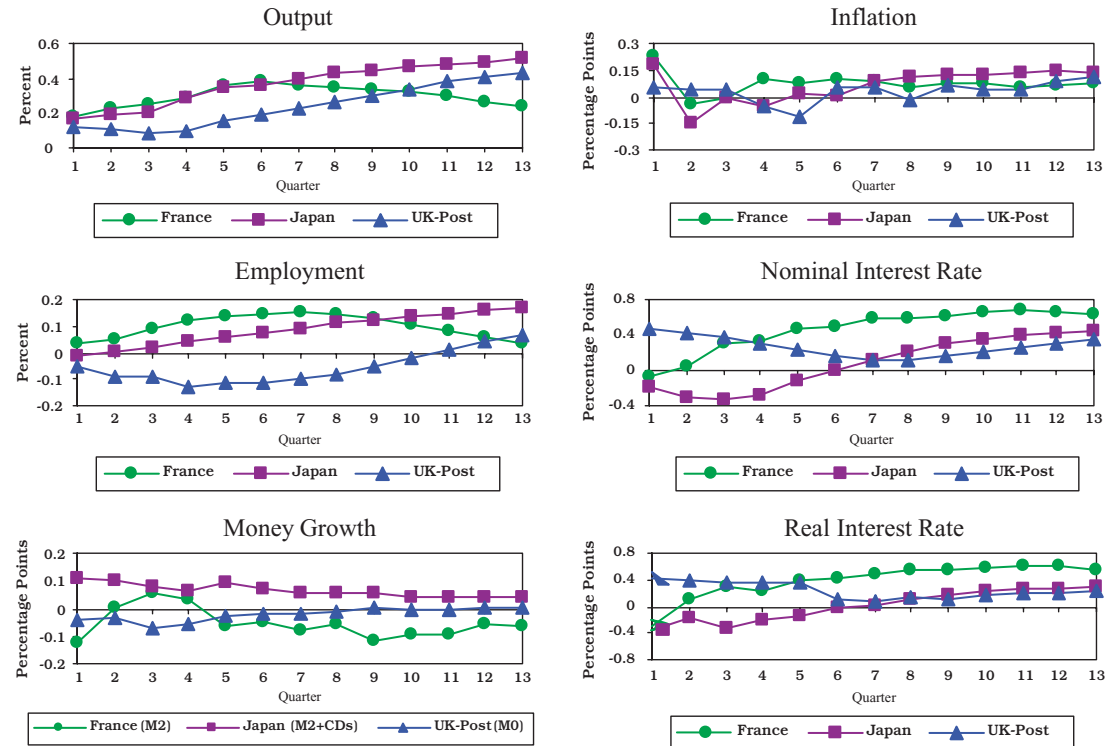 Output
Percent
0.6
0.4
0.2
0
1 2 3 4 5 6 7 8 9 10 11 12 13
Quarter
France Japan UK-Post
Inflation
Percentage Points
0.3
0.15
0
-0.15
-0.3
1 2 3 4 5 6 7 8 9 10 11 12 13
Quarter
France Japan UK-Post
Employment
Percent
0.2
0.1
0
-0.1
-0.2
1 2 3 4 5 6 7 8 9 10 11 12 13
Quarter
France Japan UK-Post
Nominal Interest Rate
Percentage Points
0.8
0.4
0
-0.4
1 2 3 4 5 6 7 8 9 10 11 12 13
Quarter
France Japan UK-Post
Money Growth
Percentage Points
0.2
0.1
0
-0.1
-0.2
1 2 3 4 5 6 7 8 9 10 11 12 13
Quarter
France (M2) Japan (M2+CDs) UK-Post(M0)
Real Interest Rate
Percentage Points
0.8
0.4
0
-0.4
-0.8
1 2 3 4 5 6 7 8 9 10 11 12 13
Quarter
France Japan UK-Post